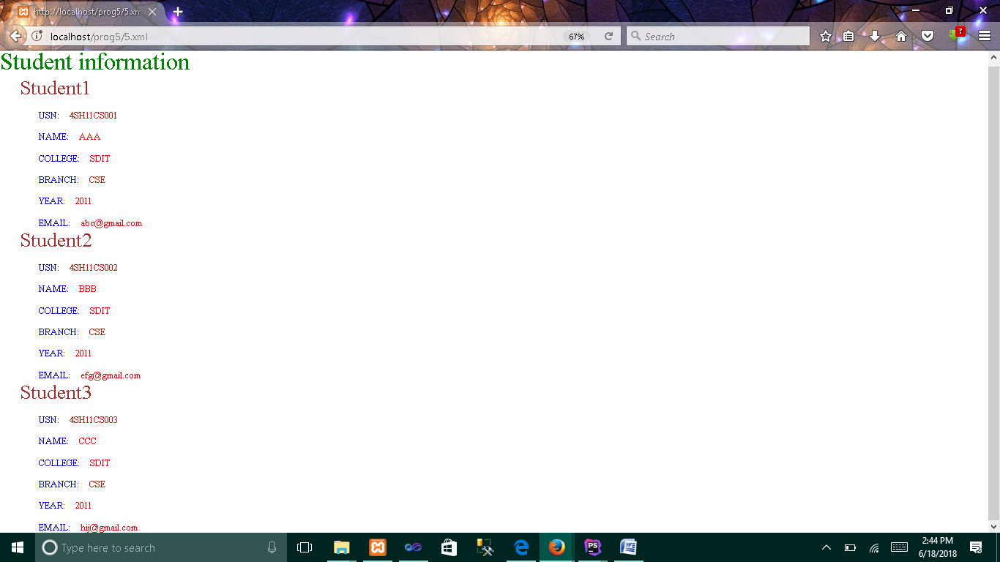 http://localhost/prog5/5.xm
localhost/prog5/5.xml
67%
Search
?
Student information
Student1
USN: 4SH11CS001
NAME: AAA
COLLEGE: SDIT
BRANCH: CSE
YEAR: 2011
EMAIL: abc@gmail.com
Student2
USN: 4SH11CS002
NAME: BBB
COLLEGE: SDIT
BRANCH: CSE
YEAR: 2011
EMAIL: efg@gmail.com
Student3
USN: 4SH11CS003
NAME: CCC
COLLEGE: SDIT
BRANCH: CSE
YEAR: 2011
EMAIL: hij@gmail.com
Type here to search
PS
W
2:44 PM
6/18/2018